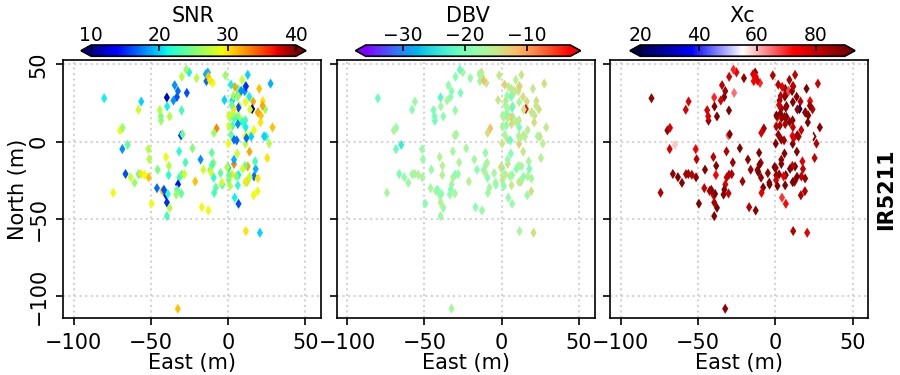 SNR DBV Xc
10 20 30 40 −30 −20 −10 20 40 60 80
50
0
−50
−100
North (m)
IR5211
−100 −50 0 50 −100 −50 0 50 −100 −50 0 50
East (m) East (m) East (m)